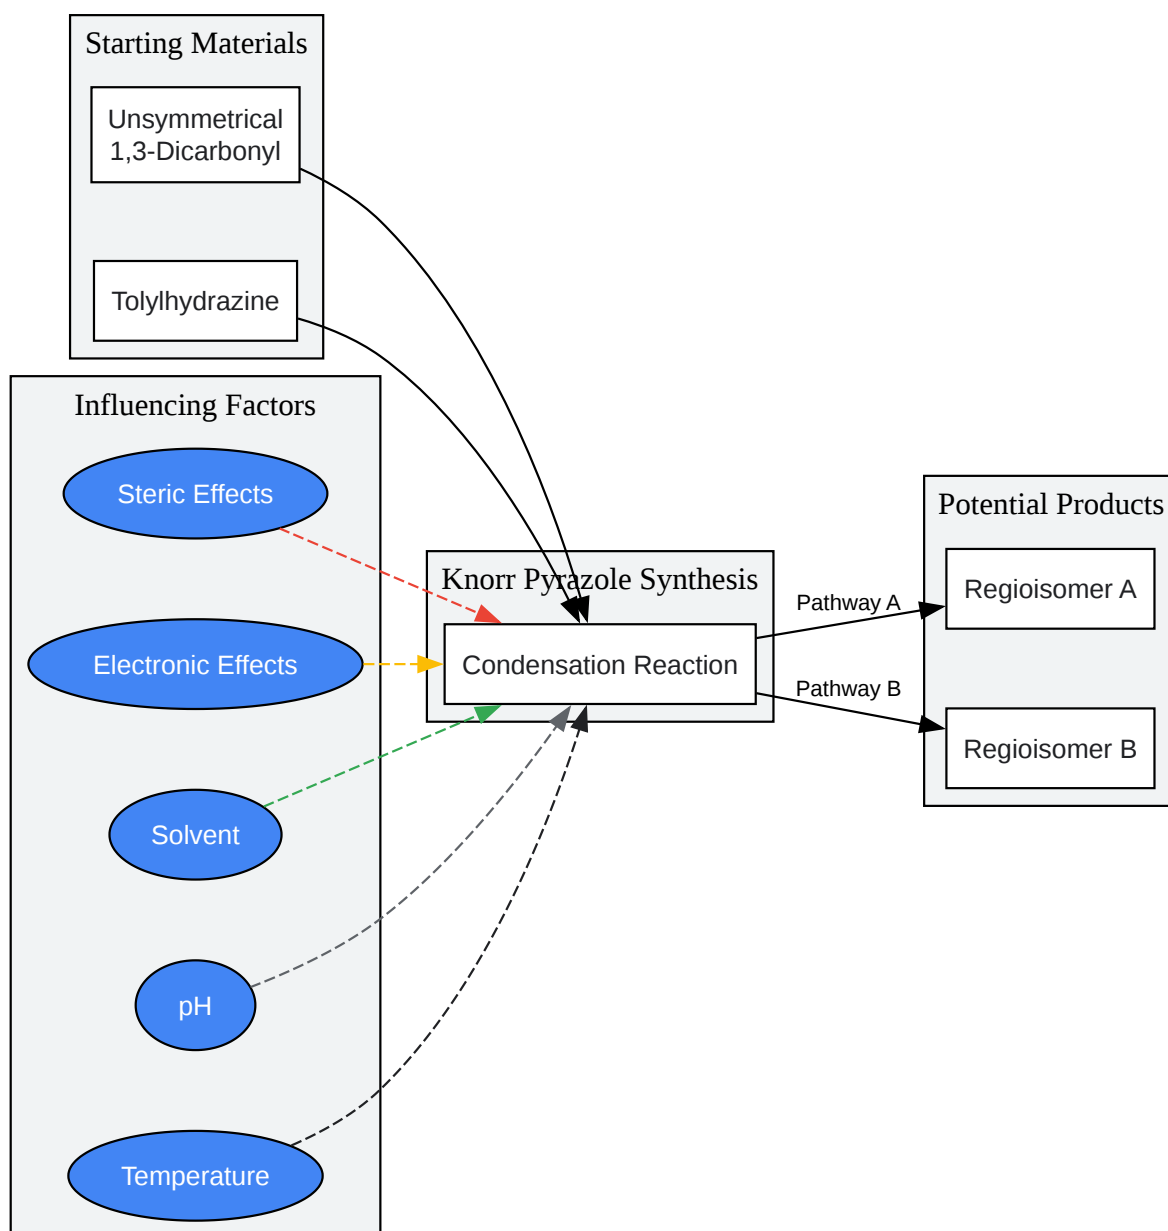 Starting Materials
Unsymmetrical
1,3-Dicarbonyl
Tolylhydrazine
Influencing Factors
Steric Effects
Electronic Effects
Solvent
pH
Temperature
Knorr Pyrazole Synthesis
Condensation Reaction
Pathway A
Pathway B
Potential Products
Regioisomer A
Regioisomer B